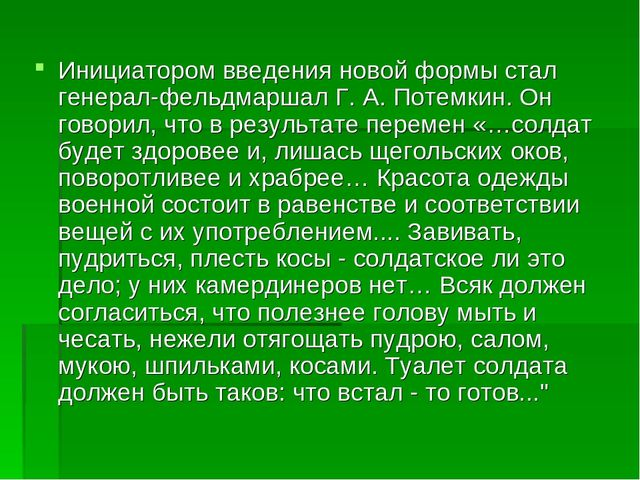 Инициатором введения новой формы стал
генерал-фельдмаршал Г. А. Потемкин. Он
говорил, что в результате перемен «…солдат
будет здоровее и, лишась щегольских оков,
поворотливее и храбрее… Красота одежды
военной состоит в равенстве и соответствии
вещей с их употреблением.... Завивать,
пудриться, плесть косы - солдатское ли это
дело; у них камердинеров нет… Всяк должен
согласиться, что полезнее голову мыть и
чесать, нежели отягощать пудрою, салом,
мукою, шпильками, косами. Туалет солдата
должен быть таков: что встал - то готов..."